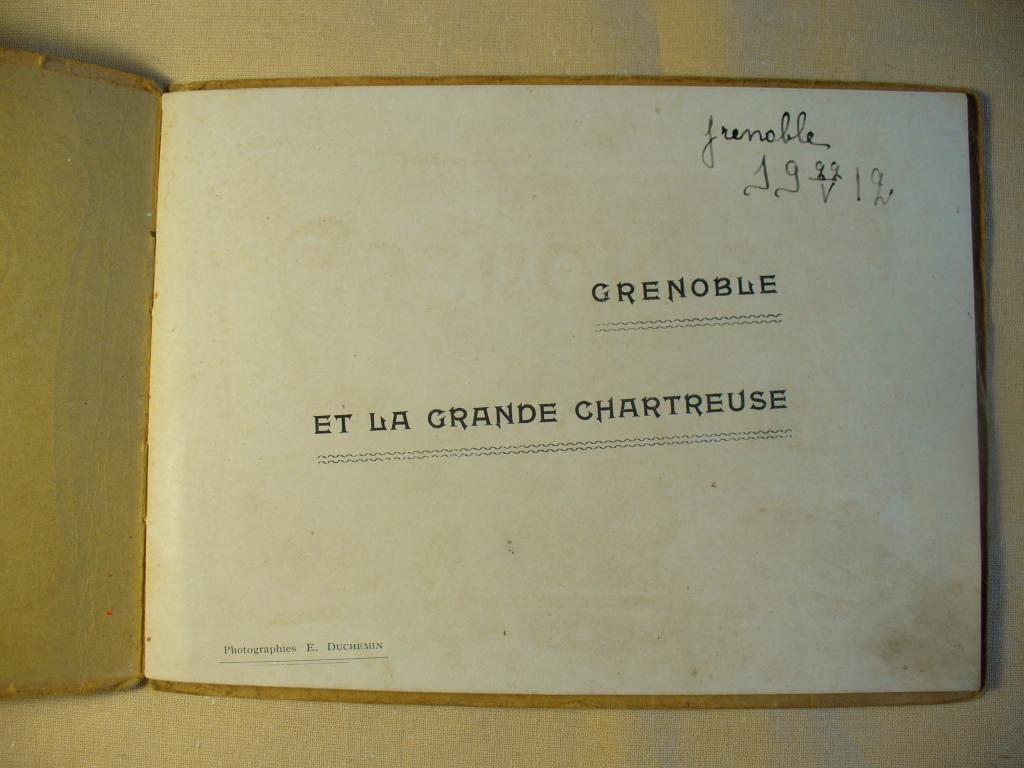 Grenoble
19 22/V 12
GRENOBLE
ET LA GRANDE CHARTREUSE
Photographies E. DUCHEMIN